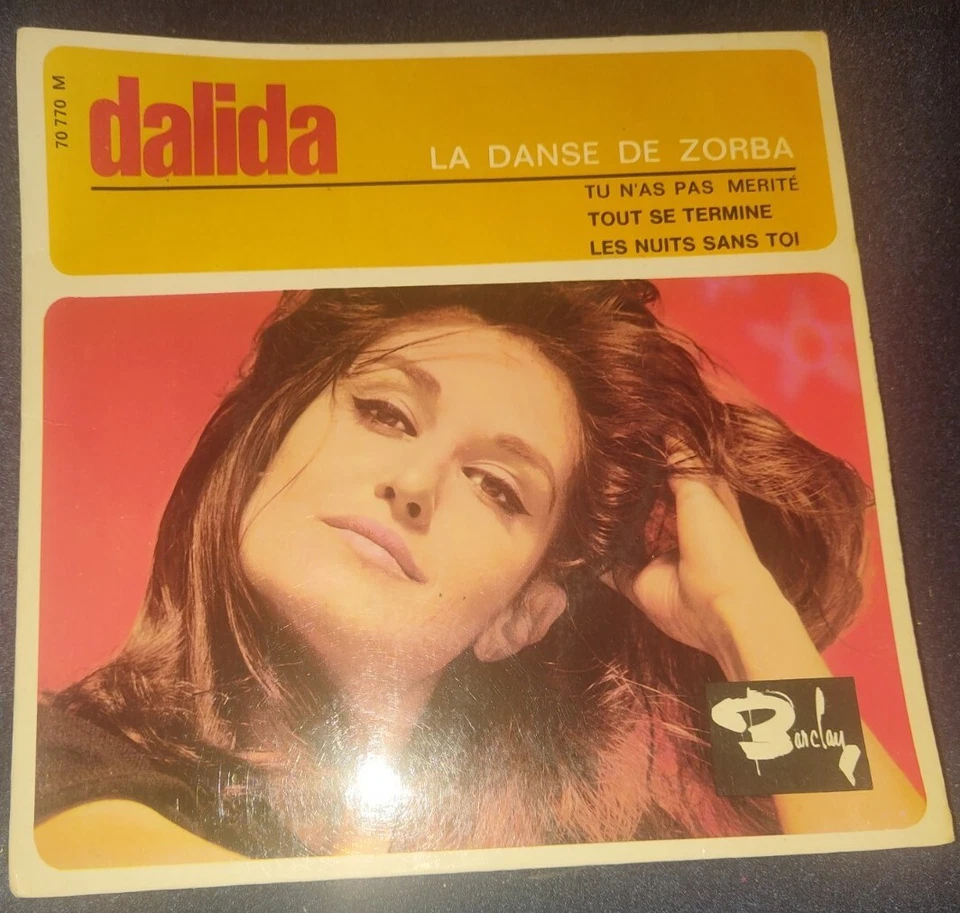 70 770 M
dalida
LA DANSE DE ZORBA
TU N'AS PAS MERITÉ
TOUT SE TERMINE
LES NUITS SANS TOI
Barclay